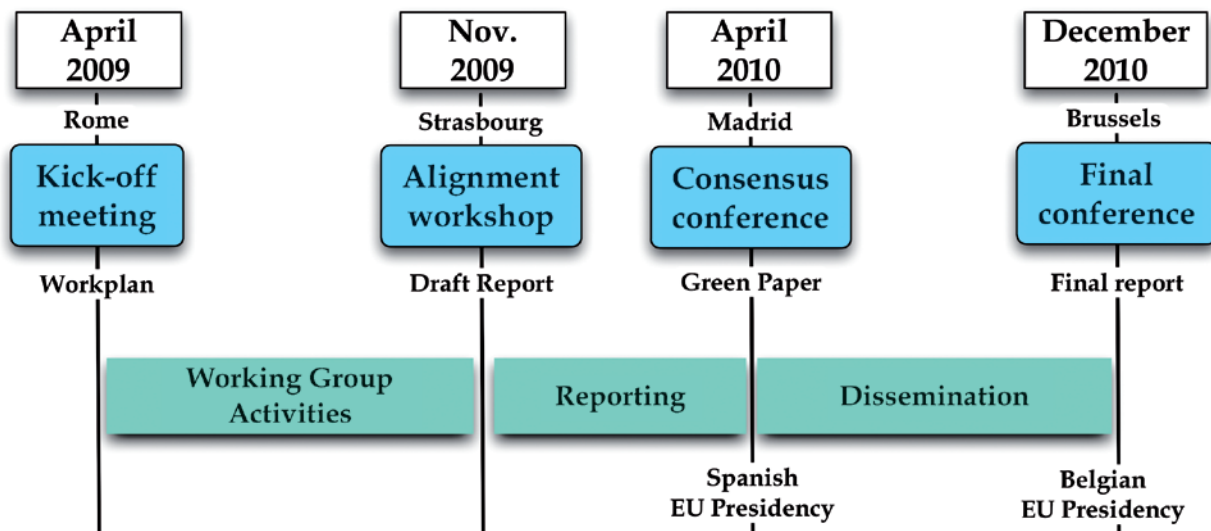 April
2009
Nov.
2009
April
2010
December
2010
Rome
Strasbourg
Madrid
Brussels
Kick-off
meeting
Alignment
workshop
Consensus
conference
Final
conference
Workplan
Draft Report
Green Paper
Final report
Working Group
Activities
Reporting
Dissemination
Spanish
EU Presidency
Belgian
EU Presidency